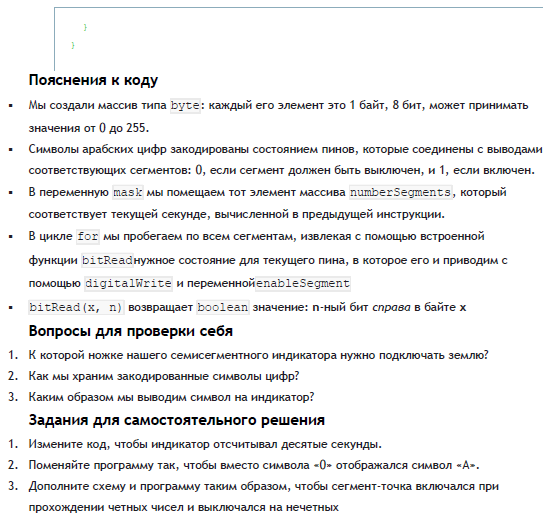 }
}
Пояснения к коду
▪ Мы создали массив типа byte: каждый его элемент это 1 байт, 8 бит, может принимать
значения от 0 до 255.
▪ Символы арабских цифр закодированы состоянием пинов, которые соединены с выводами
соответствующих сегментов: 0, если сегмент должен быть выключен, и 1, если включен.
▪ В переменную mask мы помещаем тот элемент массива numberSegments, который
соответствует текущей секунде, вычисленной в предыдущей инструкции.
▪ В цикле for мы пробегаем по всем сегментам, извлекая с помощью встроенной
функции bitReadнужное состояние для текущего пина, в которое его и приводим с
помощью digitalWrite и переменнойenableSegment
▪ bitRead(x, n) возвращает boolean значение: n-ный бит справа в байте x
Вопросы для проверки себя
1. К которой ножке нашего семисегментного индикатора нужно подключать землю?
2. Как мы храним закодированные символы цифр?
3. Каким образом мы выводим символ на индикатор?
Задания для самостоятельного решения
1. Измените код, чтобы индикатор отсчитывал десятые секунды.
2. Поменяйте программу так, чтобы вместо символа «0» отображался символ «А».
3. Дополните схему и программу таким образом, чтобы сегмент-точка включался при
прохождении четных чисел и выключался на нечетных